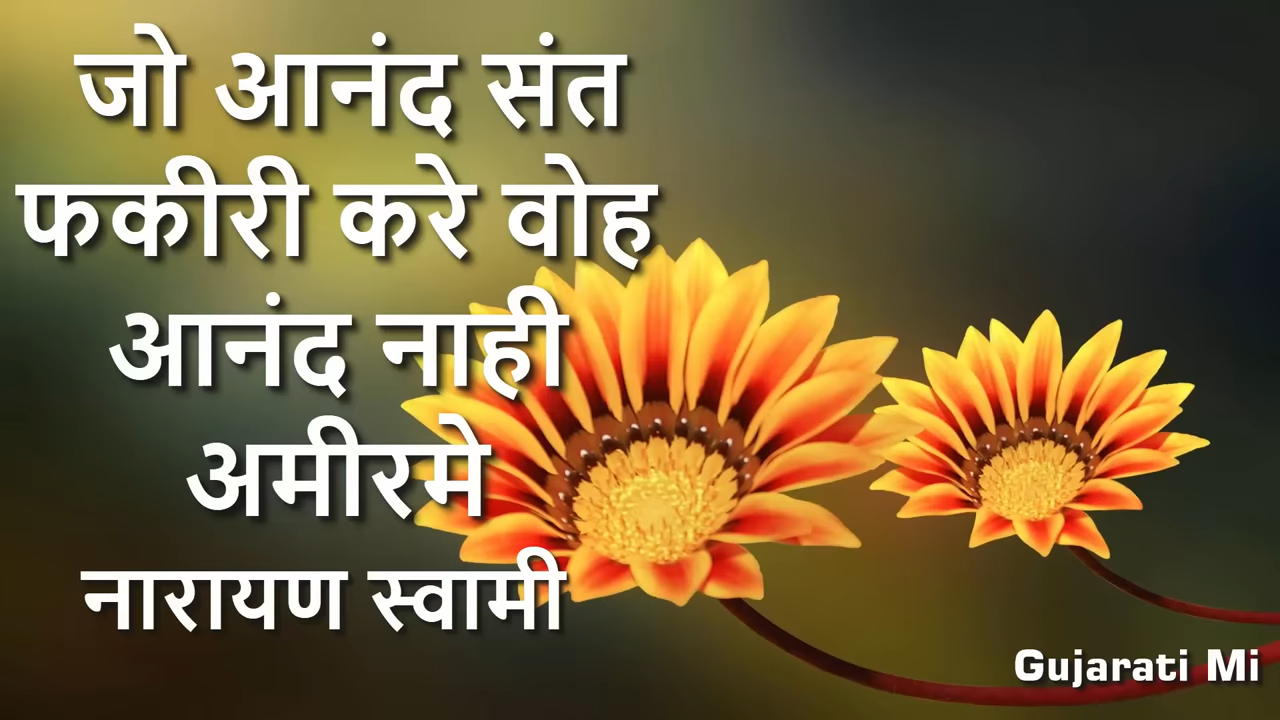 जो आनंद संत
फकीरी करे वोह
आनंद नाही
अमीरमे
नारायण स्वामी
Gujarati Mi